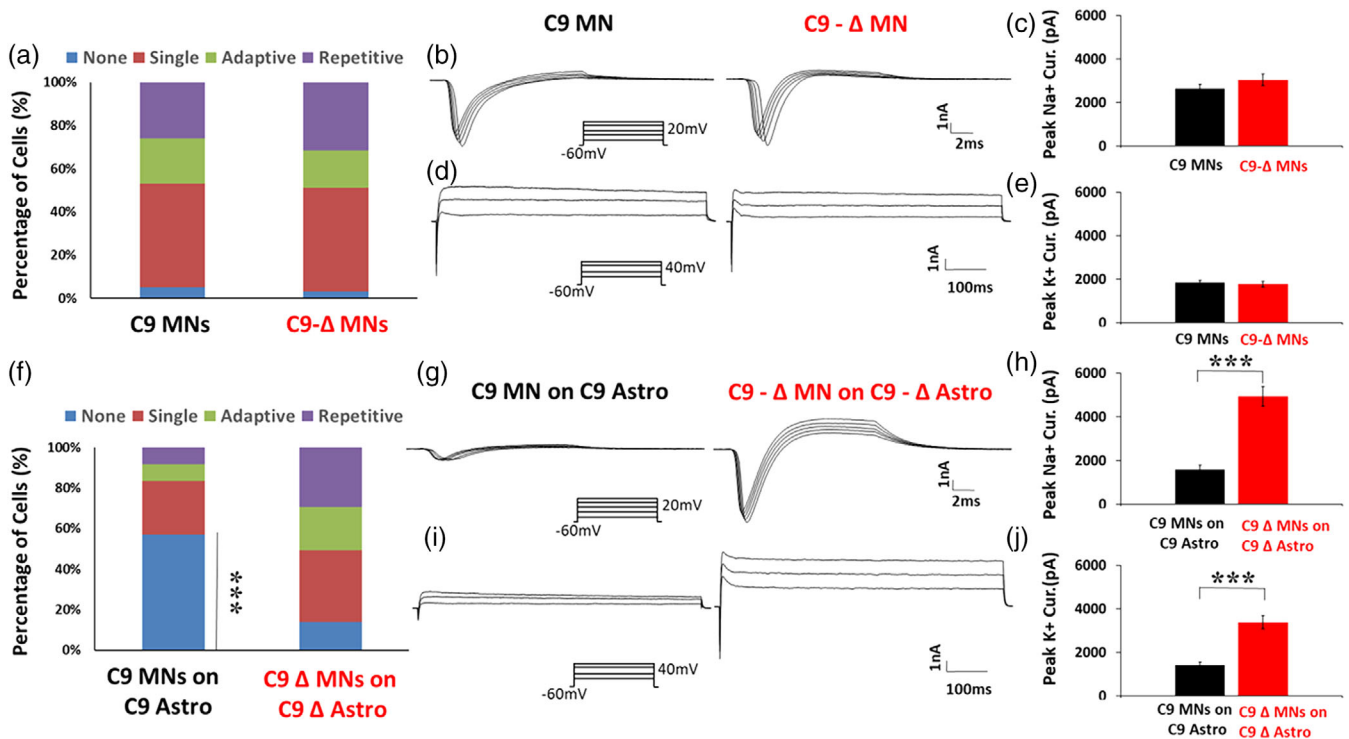 (a)
None Single Adaptive Repetitive
Percentage of Cells (%)
100%
80%
60%
40%
20%
0%
C9 MNs
C9-Δ MNs
C9 MN
C9 - Δ MN
(b)
20mV
-60mV
1nA
2ms
(c)
Peak Na+ Cur. (pA)
6000
4000
2000
0
C9 MNs
C9-Δ MNs
(d)
40mV
-60mV
1nA
100ms
(e)
Peak K+ Cur. (pA)
6000
4000
2000
0
C9 MNs
C9-Δ MNs
(f)
None Single Adaptive Repetitive
Percentage of Cells (%)
100%
80%
60%
40%
20%
0%
***
C9 MNs on
C9 Astro
C9 Δ MNs on
C9 Δ Astro
(g)
C9 MN on C9 Astro
C9 - Δ MN on C9 - Δ Astro
20mV
-60mV
1nA
2ms
(h)
Peak Na+ Cur. (pA)
6000
4000
2000
0
***
C9 MNs on
C9 Astro
C9 Δ MNs on
C9 Δ Astro
(i)
40mV
-60mV
1nA
100ms
(j)
Peak K+ Cur.(pA)
6000
4000
2000
0
***
C9 MNs on
C9 Astro
C9 Δ MNs on
C9 Δ Astro